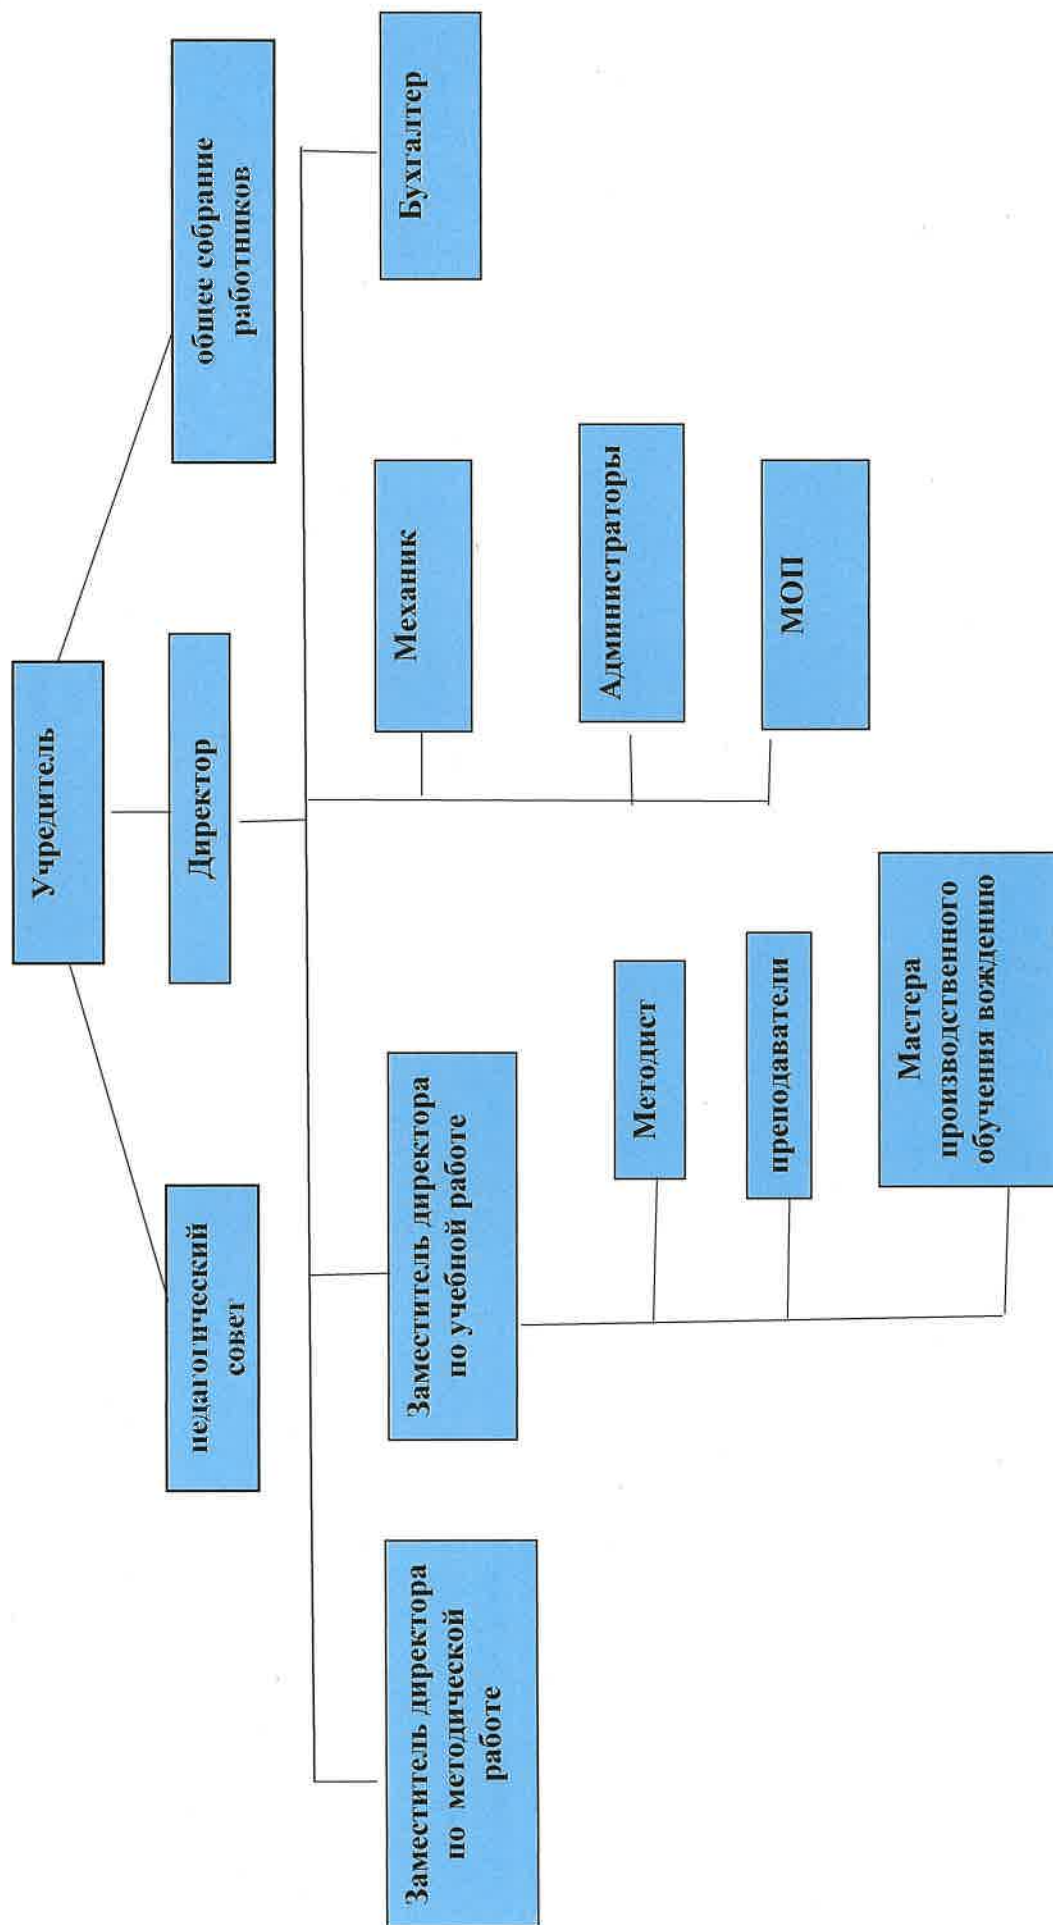 Учредитель
педагогический
совет
Директор
общее собрание
работников
Заместитель директора
по методической
работе
Заместитель директора
по учебной работе
Механик
Бухгалтер
Методист
Администраторы
преподаватели
МОП
Мастера
производственного
обучения вождению